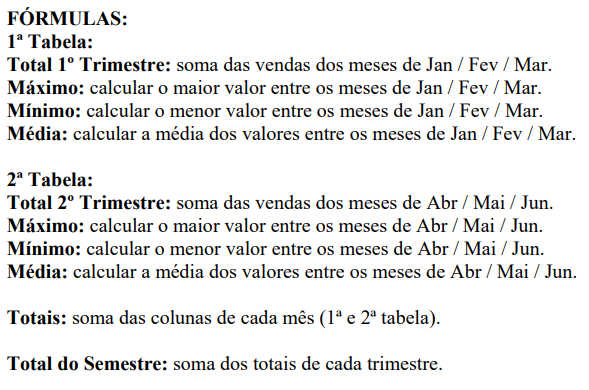 FÓRMULAS:
1ª Tabela:
Total 1º Trimestre: soma das vendas dos meses de Jan / Fev / Mar.
Máximo: calcular o maior valor entre os meses de Jan / Fev / Mar.
Mínimo: calcular o menor valor entre os meses de Jan / Fev / Mar.
Média: calcular a média dos valores entre os meses de Jan / Fev / Mar.
2ª Tabela:
Total 2º Trimestre: soma das vendas dos meses de Abr / Mai / Jun.
Máximo: calcular o maior valor entre os meses de Abr / Mai / Jun.
Mínimo: calcular o menor valor entre os meses de Abr / Mai / Jun.
Média: calcular a média dos valores entre os meses de Abr / Mai / Jun.
Totais: soma das colunas de cada mês (1ª e 2ª tabela).
Total do Semestre: soma dos totais de cada trimestre.